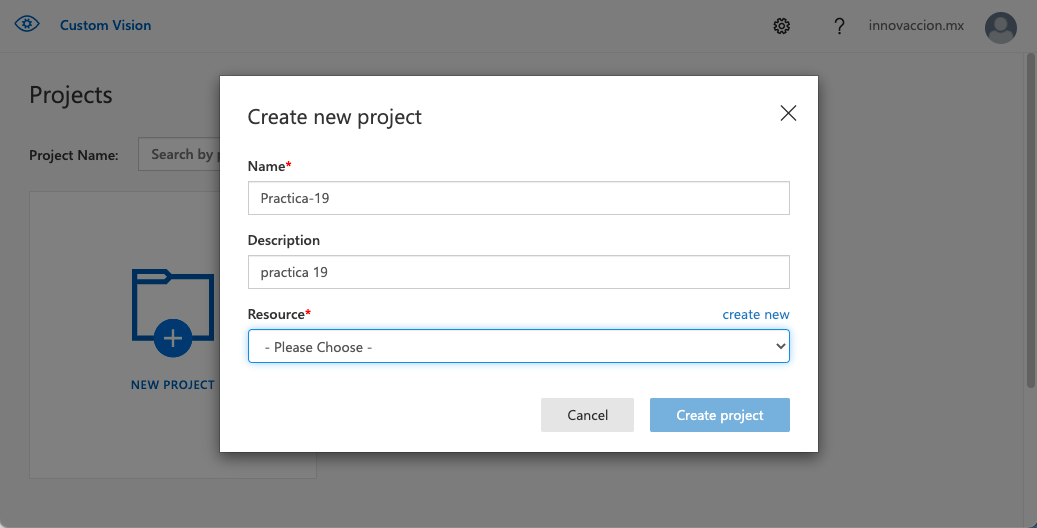 Custom Vision
? innovaccion.mx
Projects
Project Name: Search by p
NEW PROJECT
Create new project
Name*
Practica-19
Description
practica 19
Resource* create new
- Please Choose -
Cancel Create project